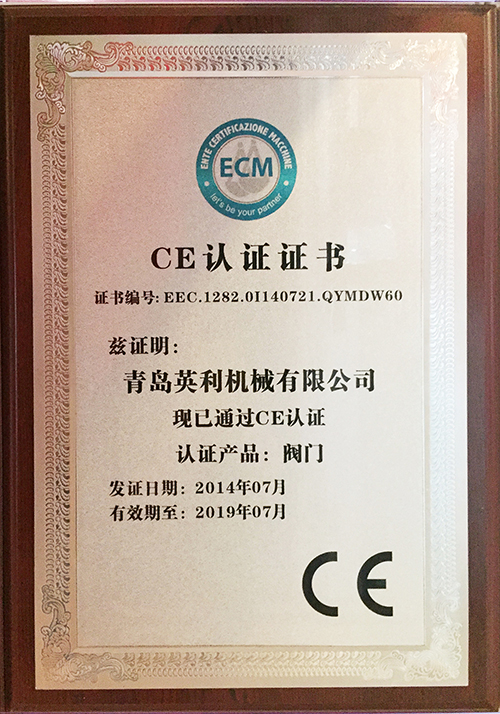 ENTE CERTIFICAZIONE MACCHINE
ECM
let's be your partner
CE认证证书
证书编号: EEC.1282.0I140721.QYMDW60
兹证明：
青岛英利机械有限公司
现已通过CE认证
认证产品：阀门
发证日期：2014年07月
有效期至：2019年07月
CE